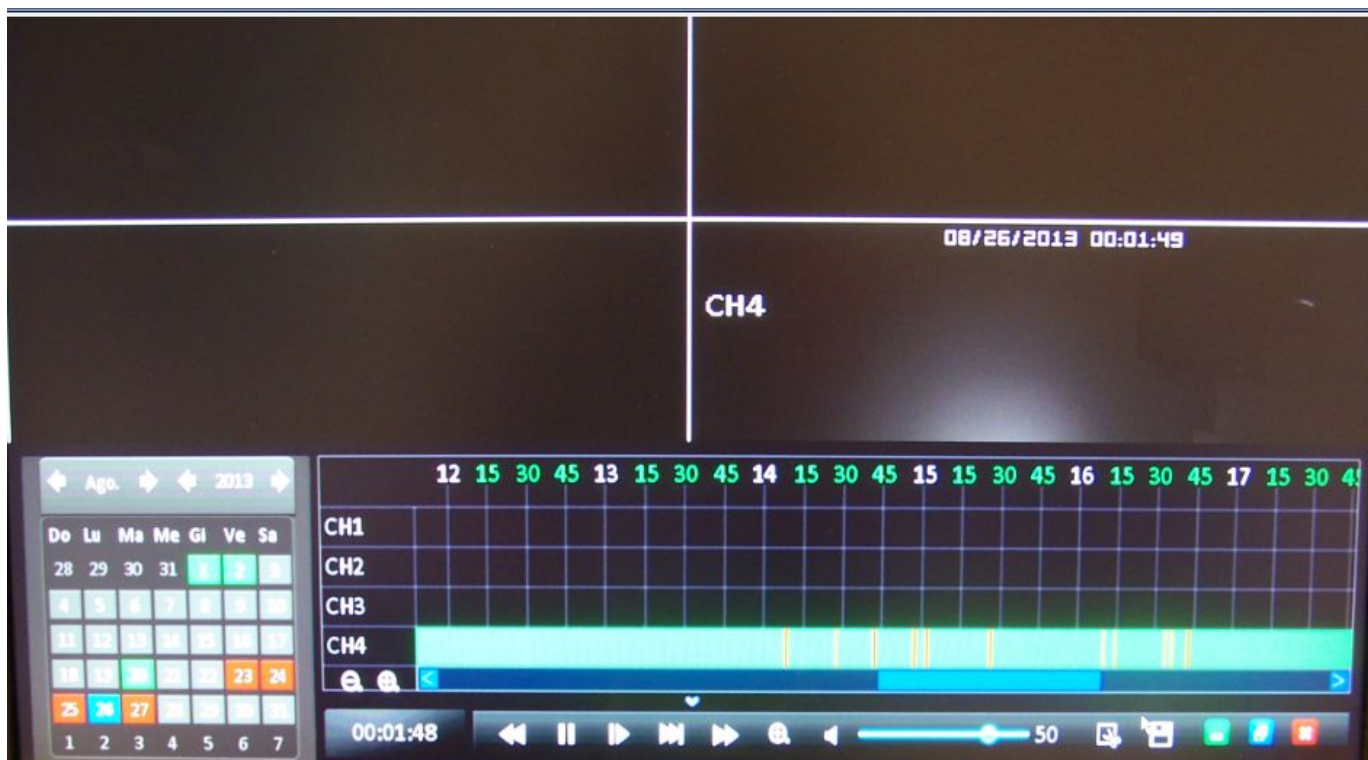 08/26/2013 00:01:49
CH4
Ago. 2013
Do Lu Ma Me Gi Ve Sa
28 29 30 31 1 2 3
4 5 6 7 8 9 10
11 12 13 14 15 16 17
18 19 20 21 22 23 24
25 26 27 28 29 30 31
1 2 3 4 5 6 7
12 15 30 45 13 15 30 45 14 15 30 45 15 15 30 45 16 15 30 45 17 15 30
CH1
CH2
CH3
CH4
00:01:48
50